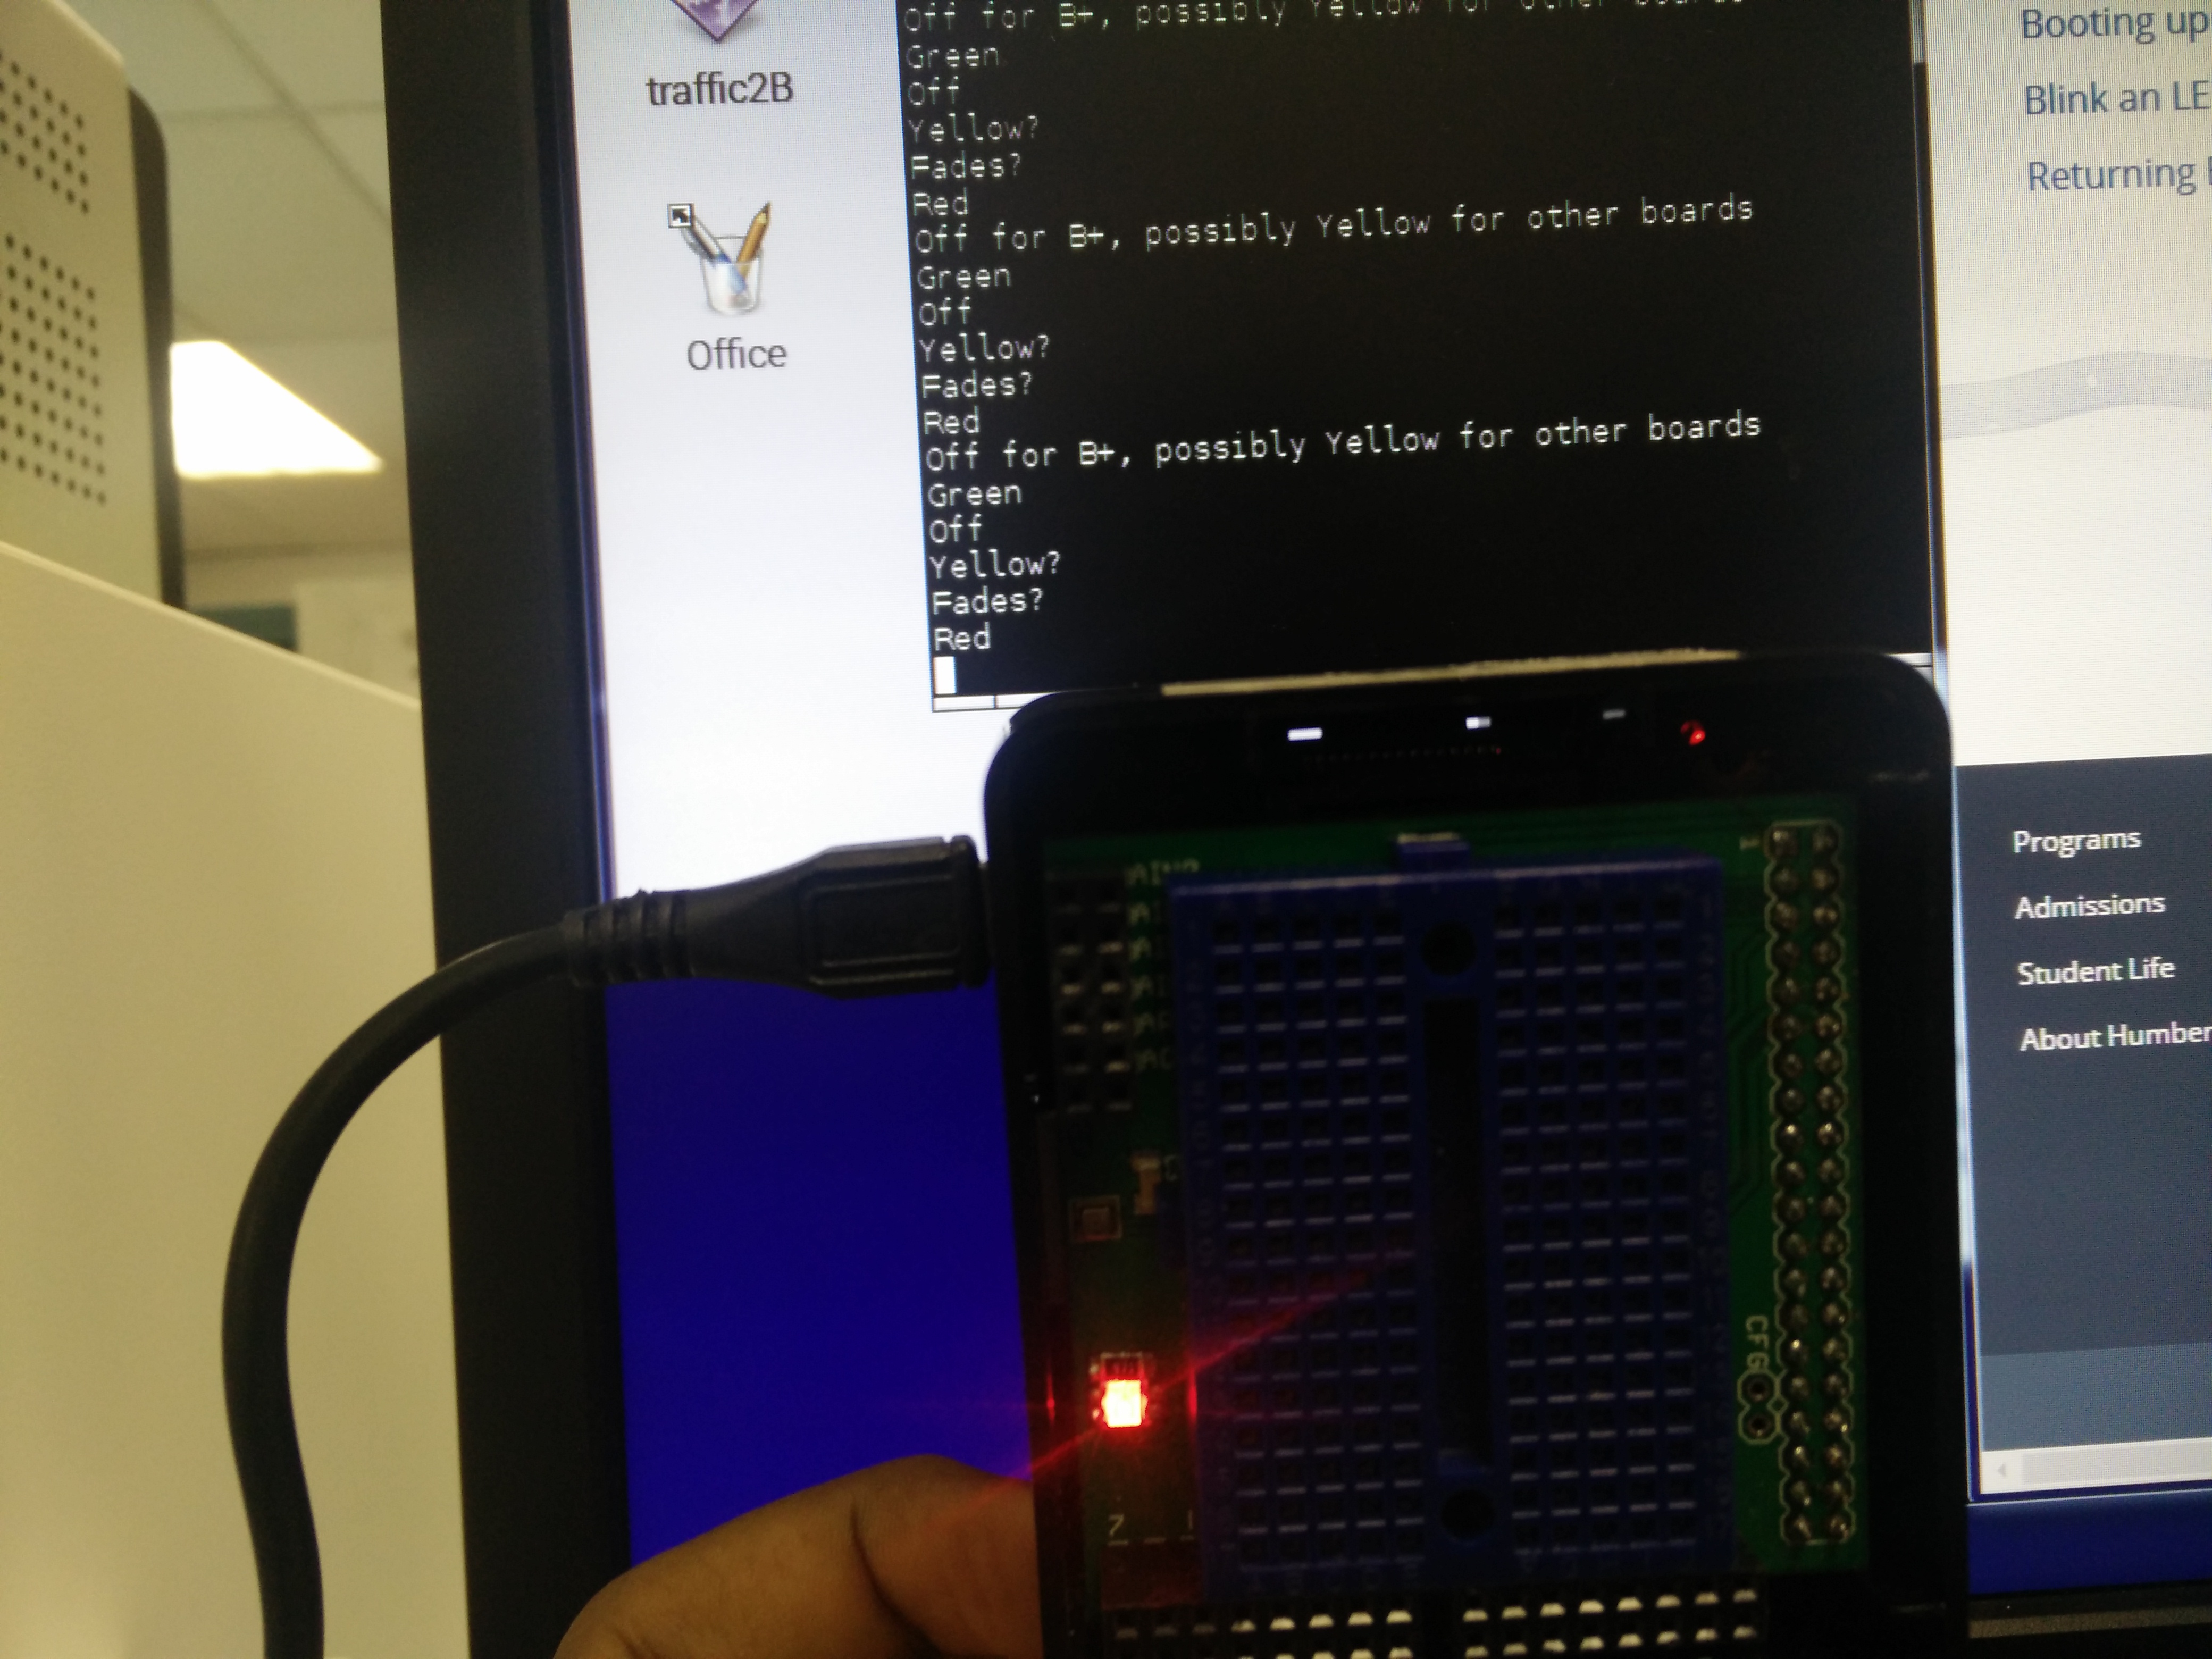 traffic2B
Office
Off for B+, possibly Yellow for other boards
Green
Off
Yellow?
Fades?
Red
Off for B+, possibly Yellow for other boards
Green
Off
Yellow?
Fades?
Red
Off for B+, possibly Yellow for other boards
Green
Off
Yellow?
Fades?
Red
Booting up
Blink an LE
Returning
Programs
Admissions
Student Life
About Humber
1
CFG